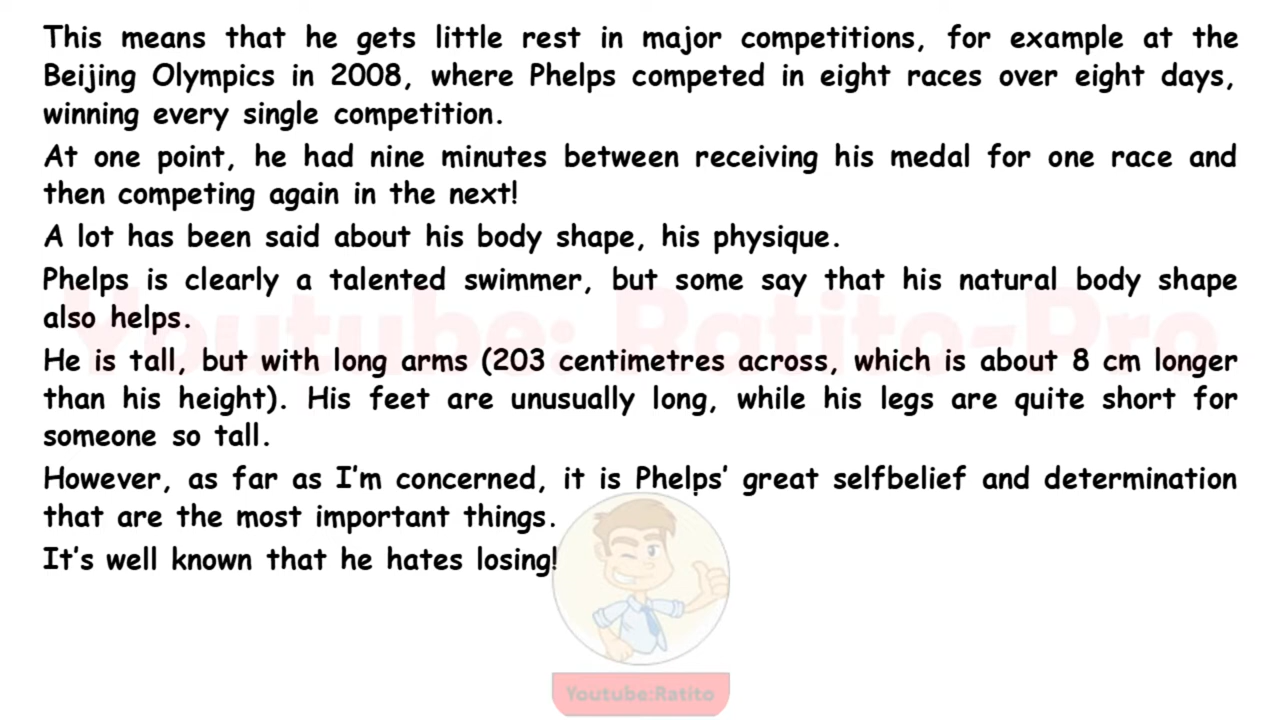 This means that he gets little rest in major competitions, for example at the
Beijing Olympics in 2008, where Phelps competed in eight races over eight days,
winning every single competition.
At one point, he had nine minutes between receiving his medal for one race and
then competing again in the next!
A lot has been said about his body shape, his physique.
Phelps is clearly a talented swimmer, but some say that his natural body shape
also helps.
Youtube: Ratito-Pro
He is tall, but with long arms (203 centimetres across, which is about 8 cm longer
than his height). His feet are unusually long, while his legs are quite short for
someone so tall.
However, as far as I'm concerned, it is Phelps' great selfbelief and determination
that are the most important things.
It's well known that he hates losing!
Youtube:Ratito